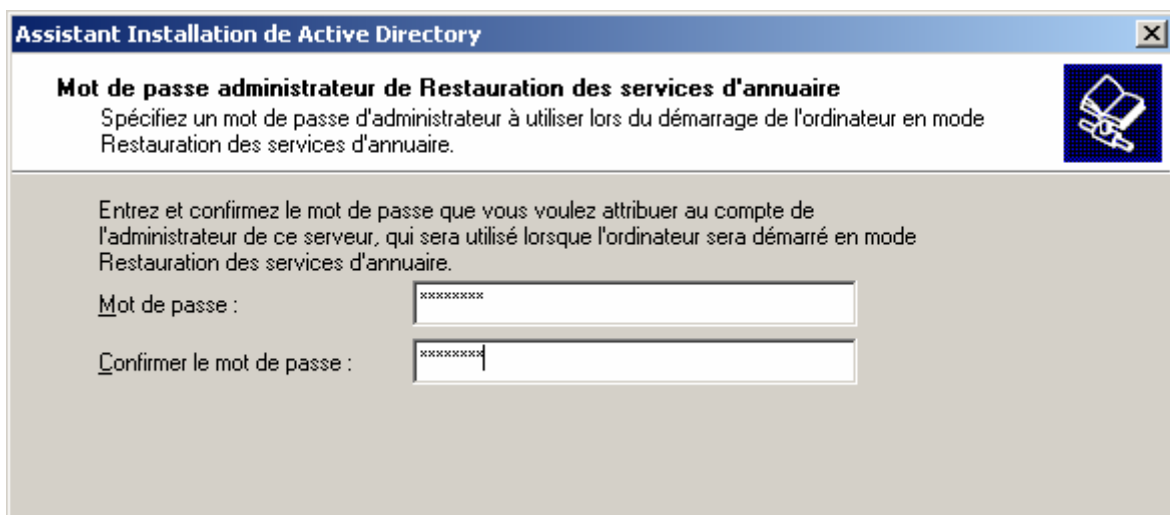 Assistant Installation de Active Directory
Mot de passe administrateur de Restauration des services d'annuaire
Spécifiez un mot de passe d'administrateur à utiliser lors du démarrage de l'ordinateur en mode
Restauration des services d'annuaire.
Entrez et confirmez le mot de passe que vous voulez attribuer au compte de
l'administrateur de ce serveur, qui sera utilisé lorsque l'ordinateur sera démarré en mode
Restauration des services d'annuaire.
Mot de passe : ********
Confirmer le mot de passe : ********